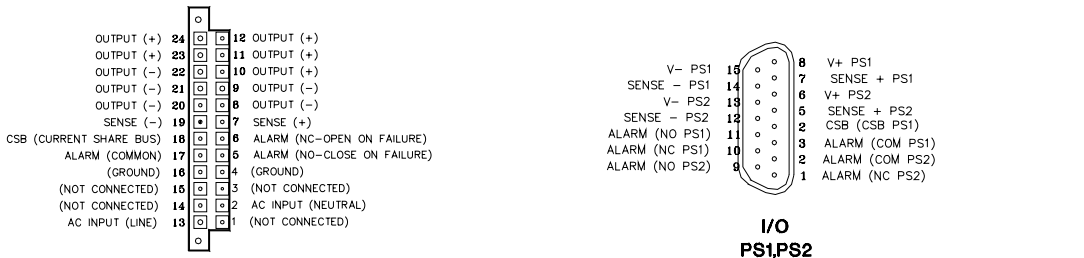 OUTPUT (+) 24 12 OUTPUT (+)
OUTPUT (+) 23 11 OUTPUT (+)
OUTPUT (-) 22 10 OUTPUT (+)
OUTPUT (-) 21 9 OUTPUT (-)
OUTPUT (-) 20 8 OUTPUT (-)
SENSE (-) 19 7 SENSE (+)
CSB (CURRENT SHARE BUS) 18 6 ALARM (NC-OPEN ON FAILURE)
ALARM (COMMON) 17 5 ALARM (NO-CLOSE ON FAILURE)
(GROUND) 16 4 (GROUND)
(NOT CONNECTED) 15 3 (NOT CONNECTED)
(NOT CONNECTED) 14 2 AC INPUT (NEUTRAL)
AC INPUT (LINE) 13 1 (NOT CONNECTED)
8 V+ PS1
V- PS1 15
7 SENSE + PS1
SENSE - PS1 14
6 V+ PS2
V- PS2 13
5 SENSE + PS2
SENSE - PS2 12
2 CSB (CSB PS1)
ALARM (NO PS1) 11
3 ALARM (COM PS1)
ALARM (NC PS1) 10
2 ALARM (COM PS2)
ALARM (NO PS2) 9
1 ALARM (NC PS2)
I/O
PS1,PS2